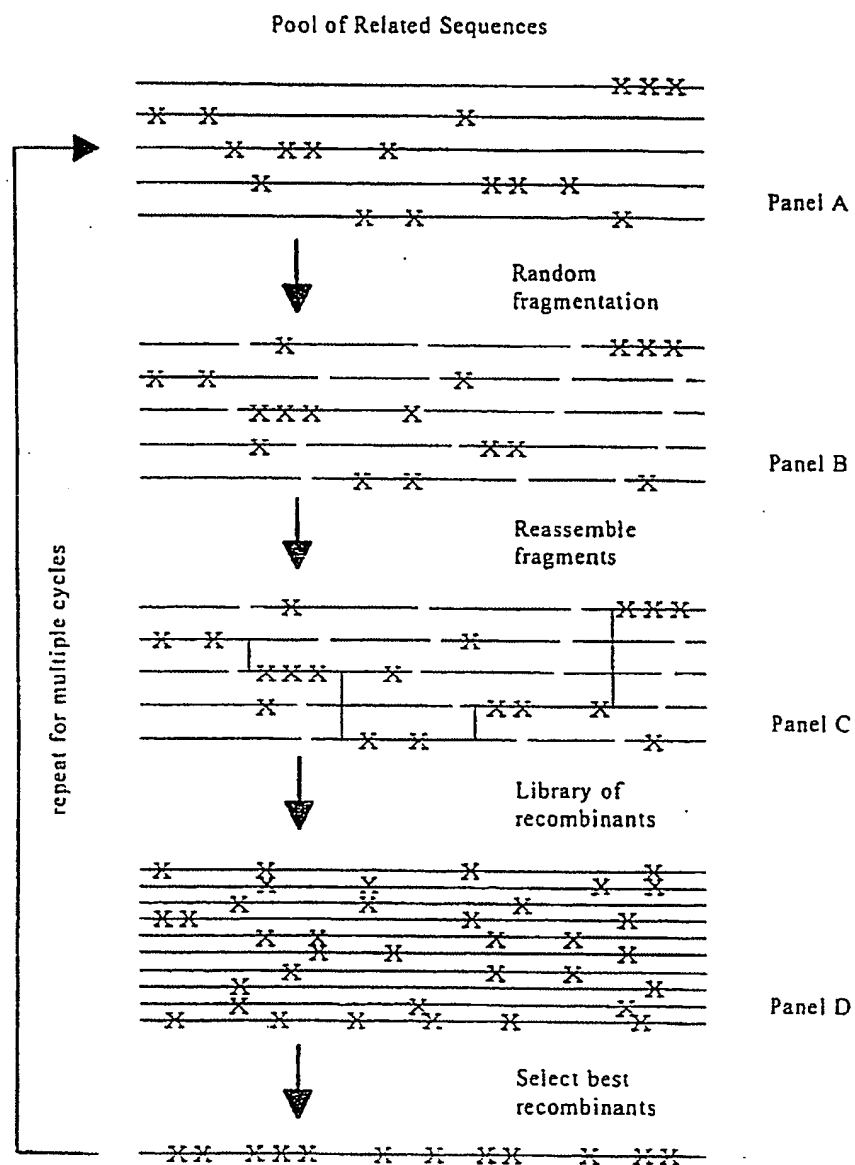 Pool of Related Sequences
Panel A
Random
fragmentation
Panel B
Reassemble
fragments
repeat for multiple cycles
Panel C
Library of
recombinants
Panel D
Select best
recombinants